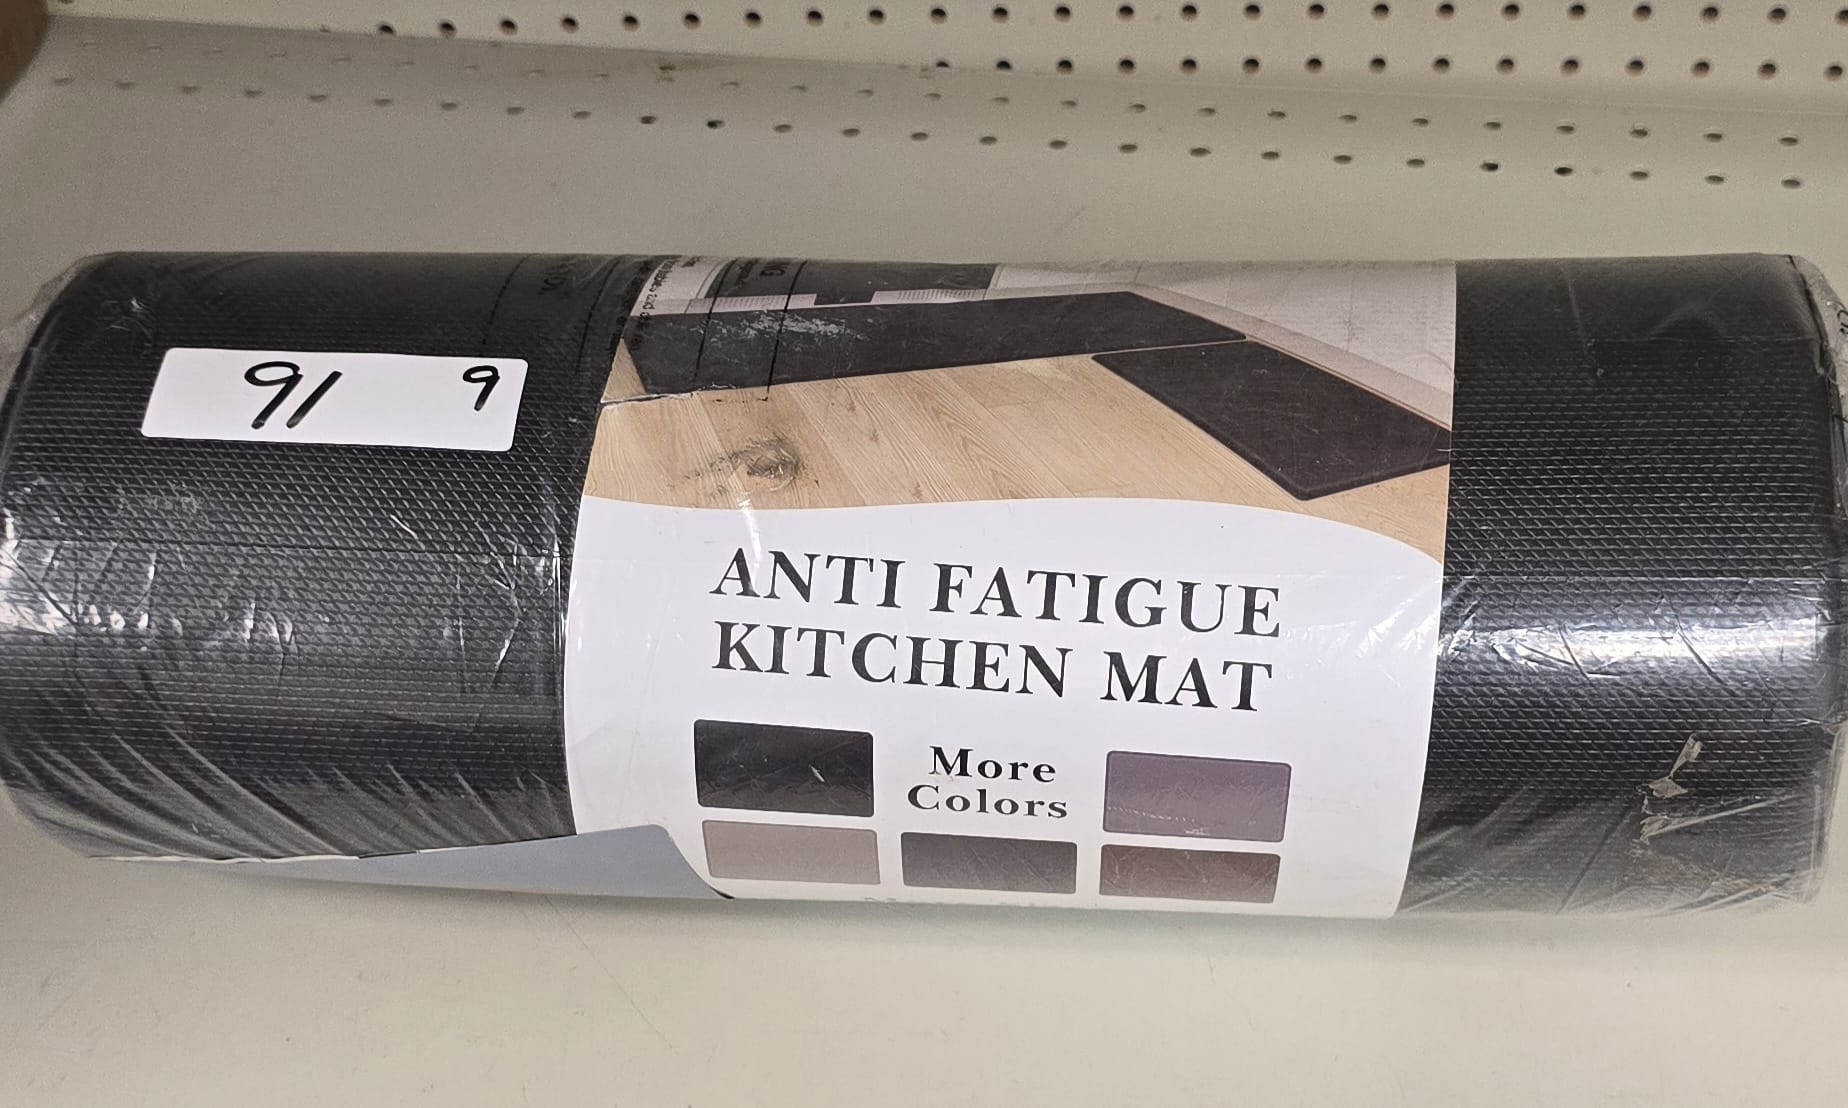 91 9
ANTI FATIGUE
KITCHEN MAT
More
Colors